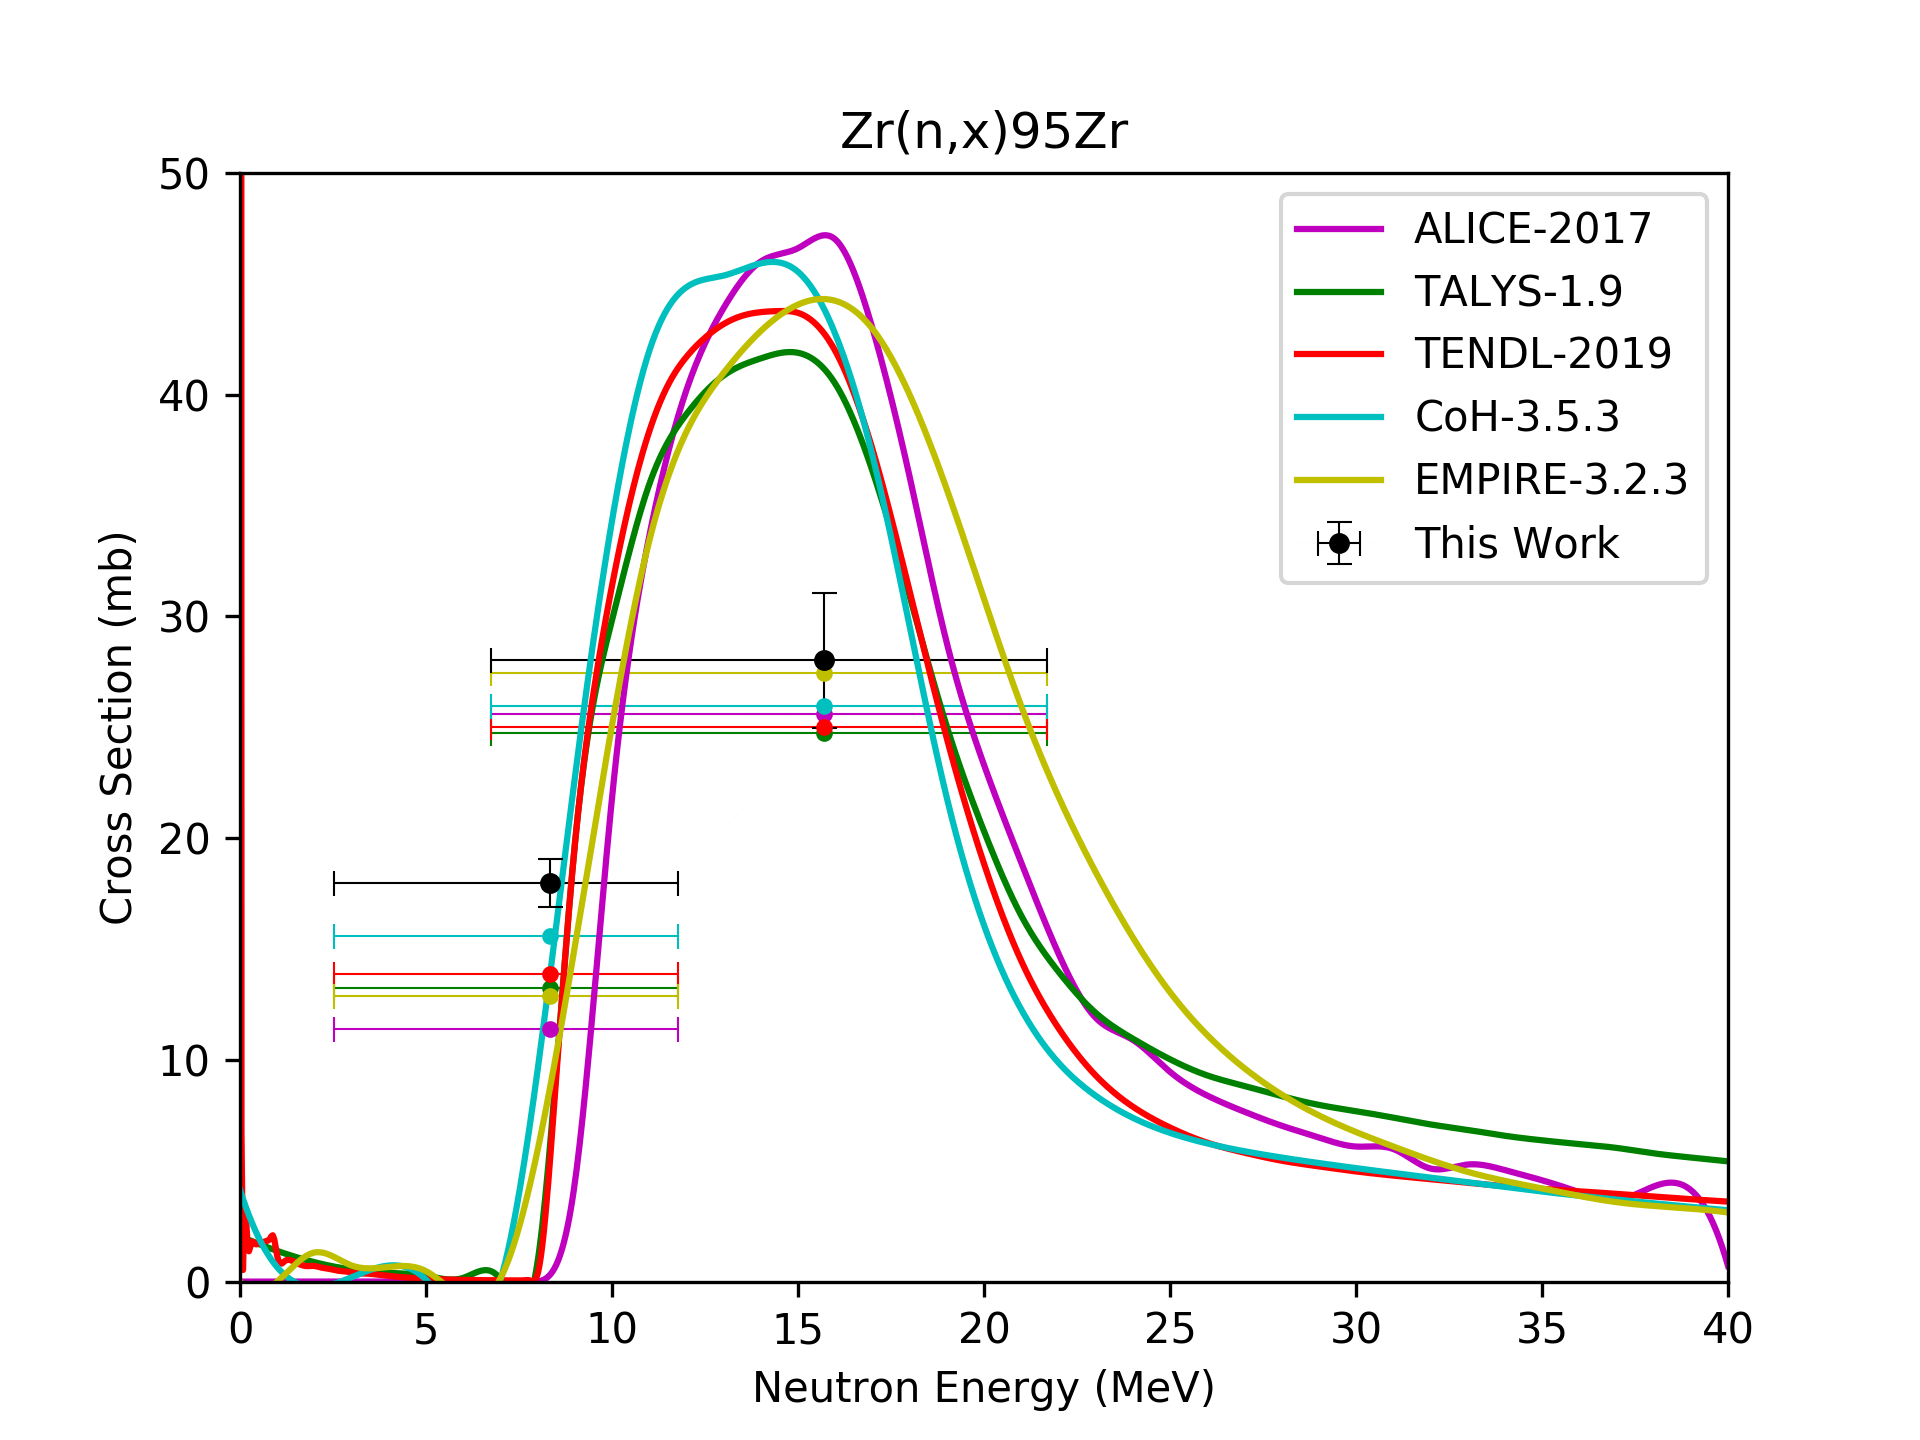 Zr(n,x)95Zr
50
40
30
20
10
0
Cross Section (mb)
ALICE-2017
TALYS-1.9
TENDL-2019
CoH-3.5.3
EMPIRE-3.2.3
This Work
0 5 10 15 20 25 30 35 40
Neutron Energy (MeV)